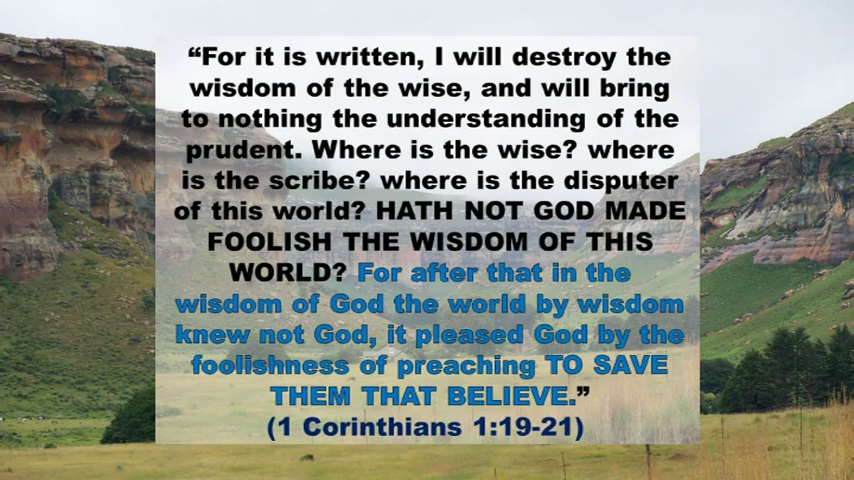 “For it is written, I will destroy the
wisdom of the wise, and will bring
to nothing the understanding of the
prudent. Where is the wise? where
is the scribe? where is the disputer
of this world? HATH NOT GOD MADE
FOOLISH THE WISDOM OF THIS
WORLD? For after that in the
wisdom of God the world by wisdom
knew not God, it pleased God by the
foolishness of preaching TO SAVE
THEM THAT BELIEVE.”
(1 Corinthians 1:19-21)